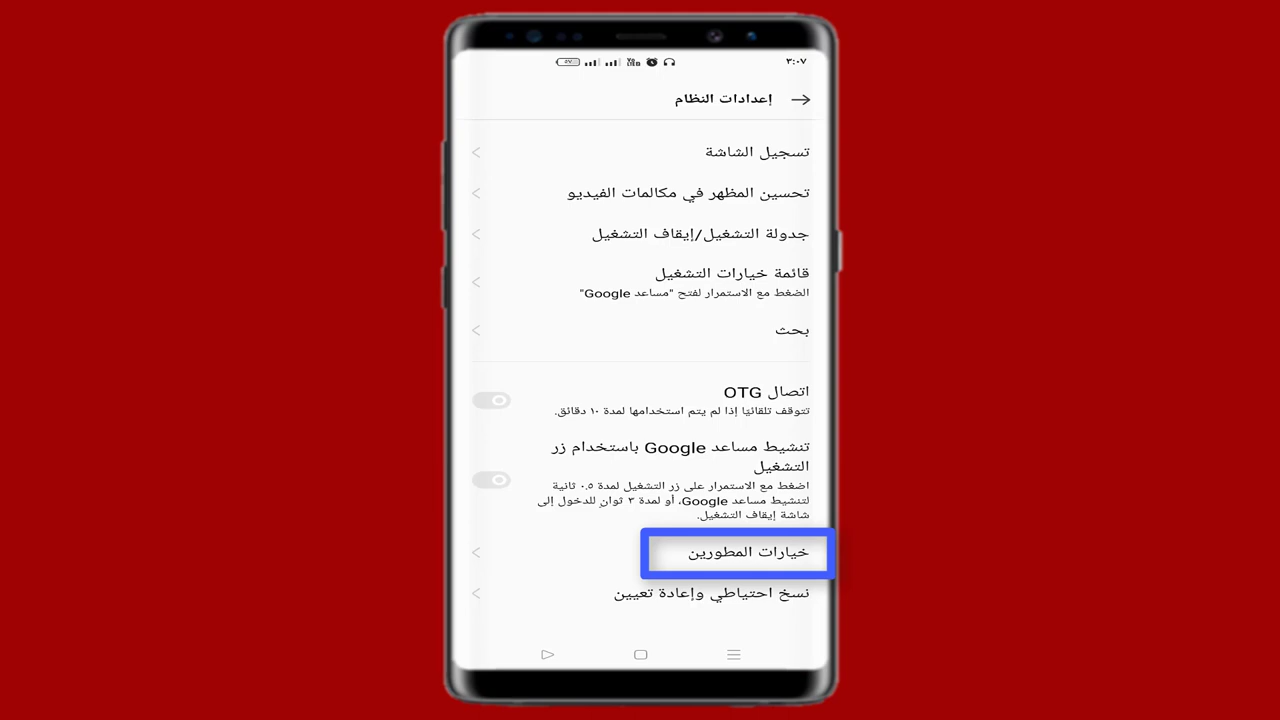 ٣:٠٧
٥٧
إعدادات النظام
تسجيل الشاشة
تحسين المظهر في مكالمات الفيديو
جدولة التشغيل/إيقاف التشغيل
قائمة خيارات التشغيل
الضغط مع الاستمرار لفتح "مساعد Google"
بحث
اتصال OTG
تتوقف تلقائيًا إذا لم يتم استخدامها لمدة ١٠ دقائق.
تنشيط مساعد Google باستخدام زر
التشغيل
اضغط مع الاستمرار على زر التشغيل لمدة ٠.٥ ثانية
لتنشيط مساعد Google، أو لمدة ٣ ثوانٍ للدخول إلى
شاشة إيقاف التشغيل.
خيارات المطورين
نسخ احتياطي وإعادة تعيين